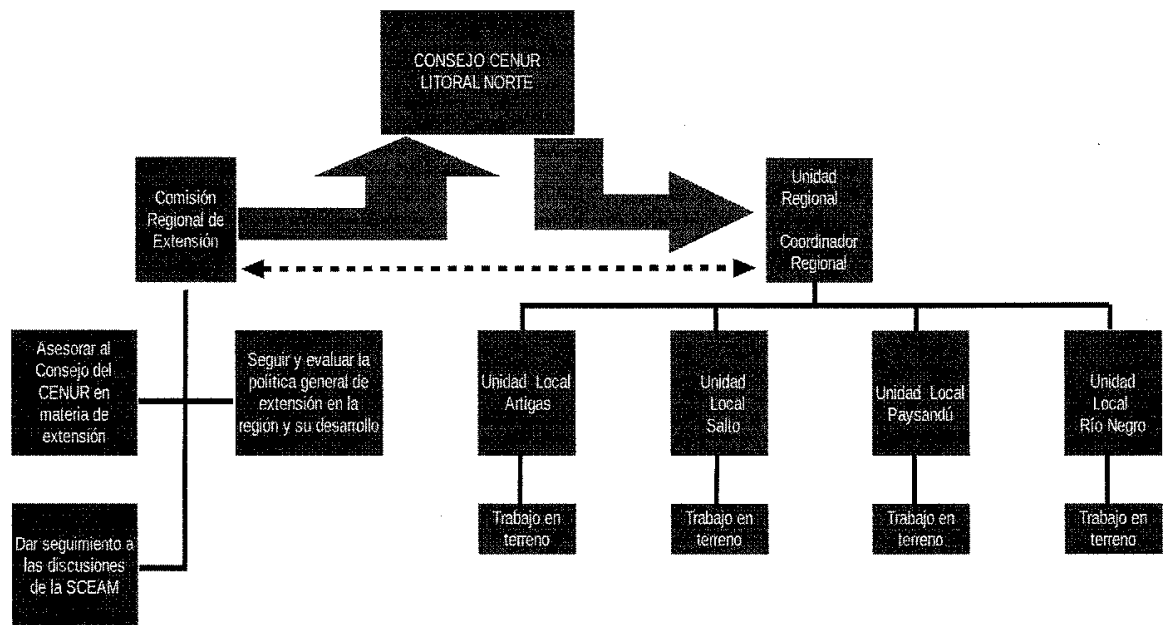 CONSEJO CENUR
LITORAL NORTE
Comisión
Regional de
Extensión
Unidad
Regional
Coordinador
Regional
Asesorar al
Consejo del
CENUR en
materia de
extensión
Seguir y evaluar la
política general de
extensión en la
región y su desarrollo
Unidad Local
Artigas
Unidad
Local
Salto
Unidad Local
Paysandú
Unidad
Local
Río Negro
Dar seguimiento a
las discusiones
de la SCEAM
Trabajo en
terreno
Trabajo en
terreno
Trabajo en
terreno
Trabajo en
terreno